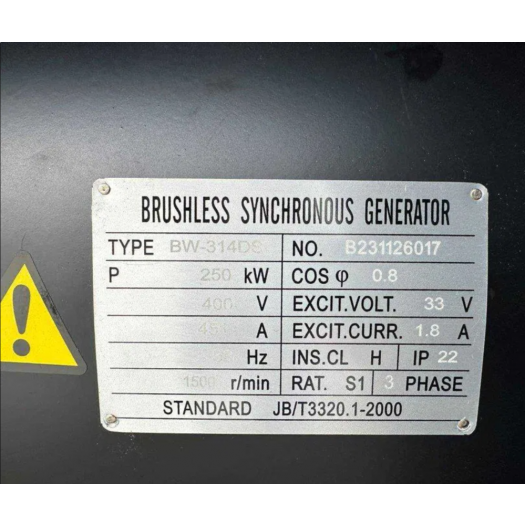 BRUSHLESS SYNCHRONOUS GENERATOR
TYPE BW-314DS NO. B231126017
P 250 kW COS φ 0.8
400 V EXCIT.VOLT. 33 V
A EXCIT.CURR. 1.8 A
Hz INS.CL H IP 22
1500 r/min RAT. S1 3 PHASE
STANDARD JB/T3320.1-2000